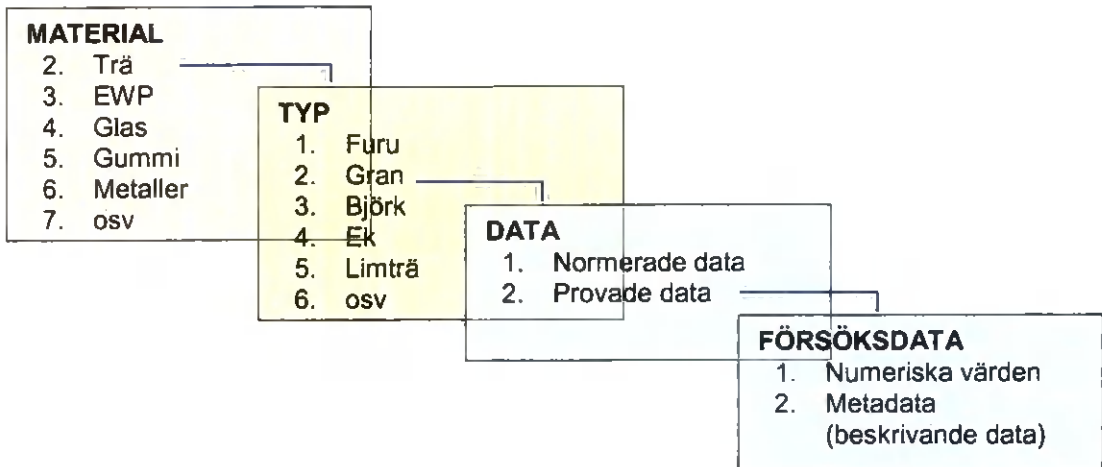 MATERIAL
2. Trä
3. EWP
4. Glas
5. Gummi
6. Metaller
7. osv
TYP
1. Furu
2. Gran
3. Björk
4. Ek
5. Limträ
6. osv
DATA
1. Normerade data
2. Provade data
FÖRSÖKSDATA
1. Numeriska värden
2. Metadata
(beskrivande data)